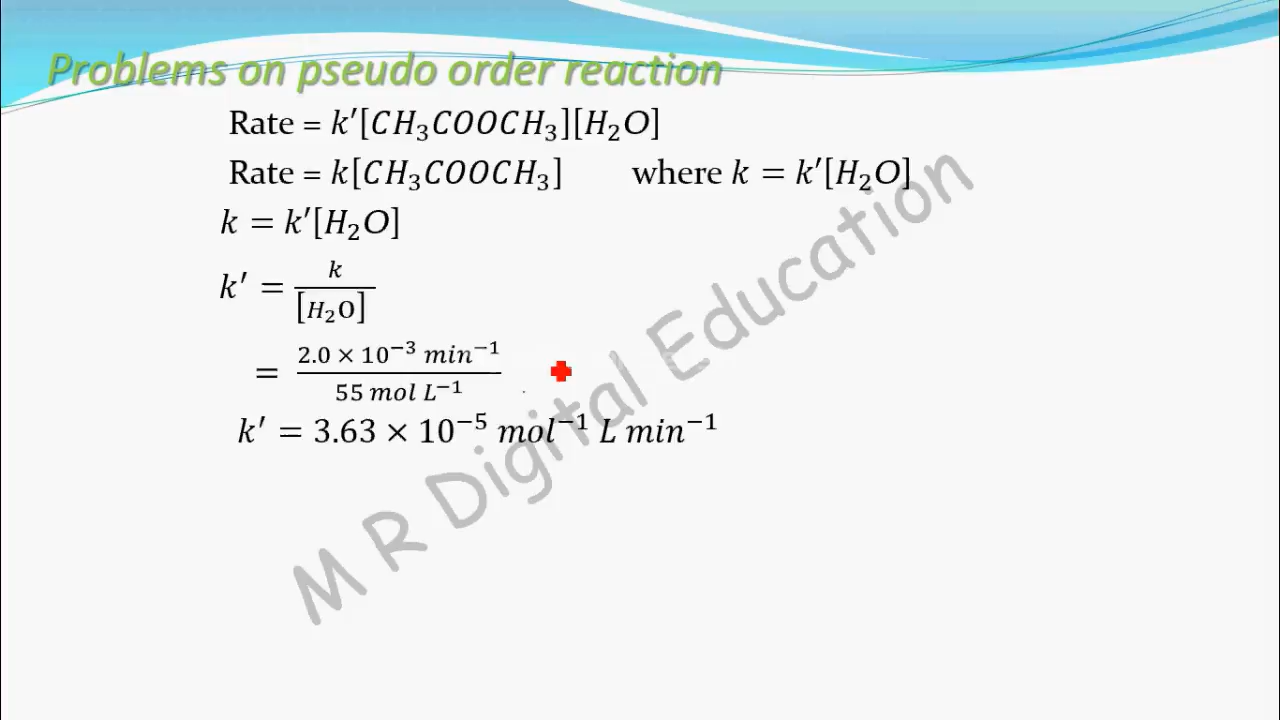 Problems on pseudo order reaction
Rate = k′[CH₃COOCH₃][H₂O]
Rate = k[CH₃COOCH₃] where k = k′[H₂O]
k = k′[H₂O]
k′ = k / [H₂O]
= 2.0 × 10⁻³ min⁻¹ / 55 mol L⁻¹
k′ = 3.63 × 10⁻⁵ mol⁻¹ L min⁻¹
M R Digital Education